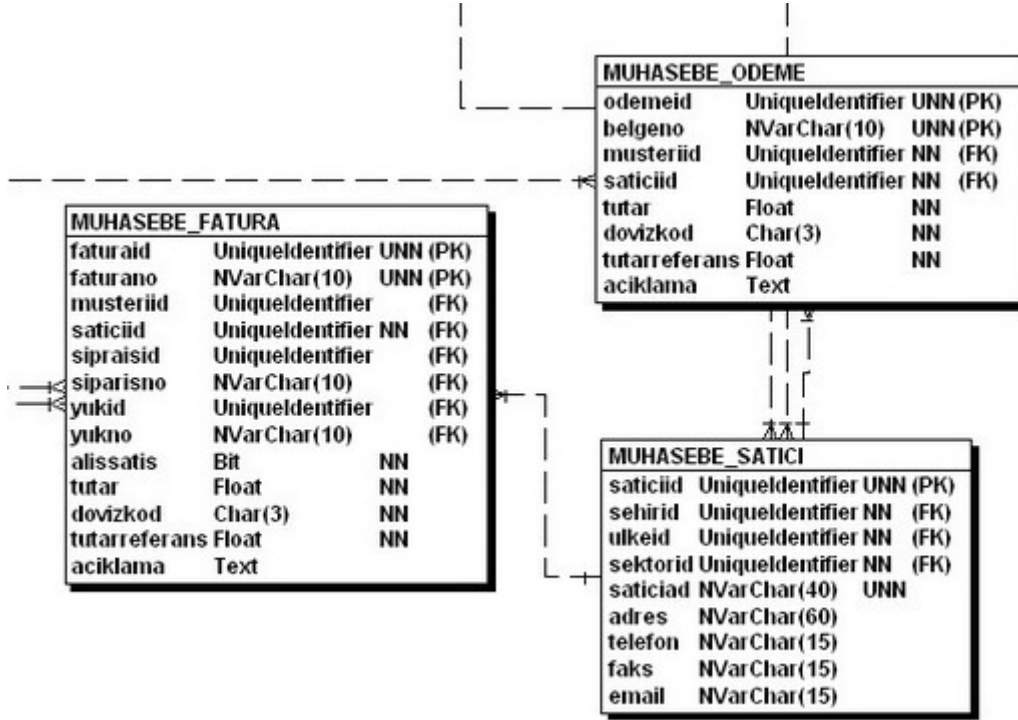 MUHASEBE_ODEME
odemeid UniqueIdentifier UNN (PK)
belgeno NVarChar(10) UNN (PK)
musteriid UniqueIdentifier NN (FK)
saticiid UniqueIdentifier NN (FK)
tutar Float NN
dovizkod Char(3) NN
tutarreferans Float NN
aciklama Text
MUHASEBE_FATURA
faturaid UniqueIdentifier UNN (PK)
faturano NVarChar(10) UNN (PK)
musteriid UniqueIdentifier (FK)
saticiid UniqueIdentifier NN (FK)
sipraisid UniqueIdentifier (FK)
siparisno NVarChar(10) (FK)
yukid UniqueIdentifier (FK)
yukno NVarChar(10) (FK)
alissatis Bit NN
tutar Float NN
dovizkod Char(3) NN
tutarreferans Float NN
aciklama Text
MUHASEBE_SATICI
saticiid UniqueIdentifier UNN (PK)
sehirid UniqueIdentifier NN (FK)
ulkeid UniqueIdentifier NN (FK)
sektorid UniqueIdentifier NN (FK)
saticiad NVarChar(40) UNN
adres NVarChar(60)
telefon NVarChar(15)
faks NVarChar(15)
email NVarChar(15)